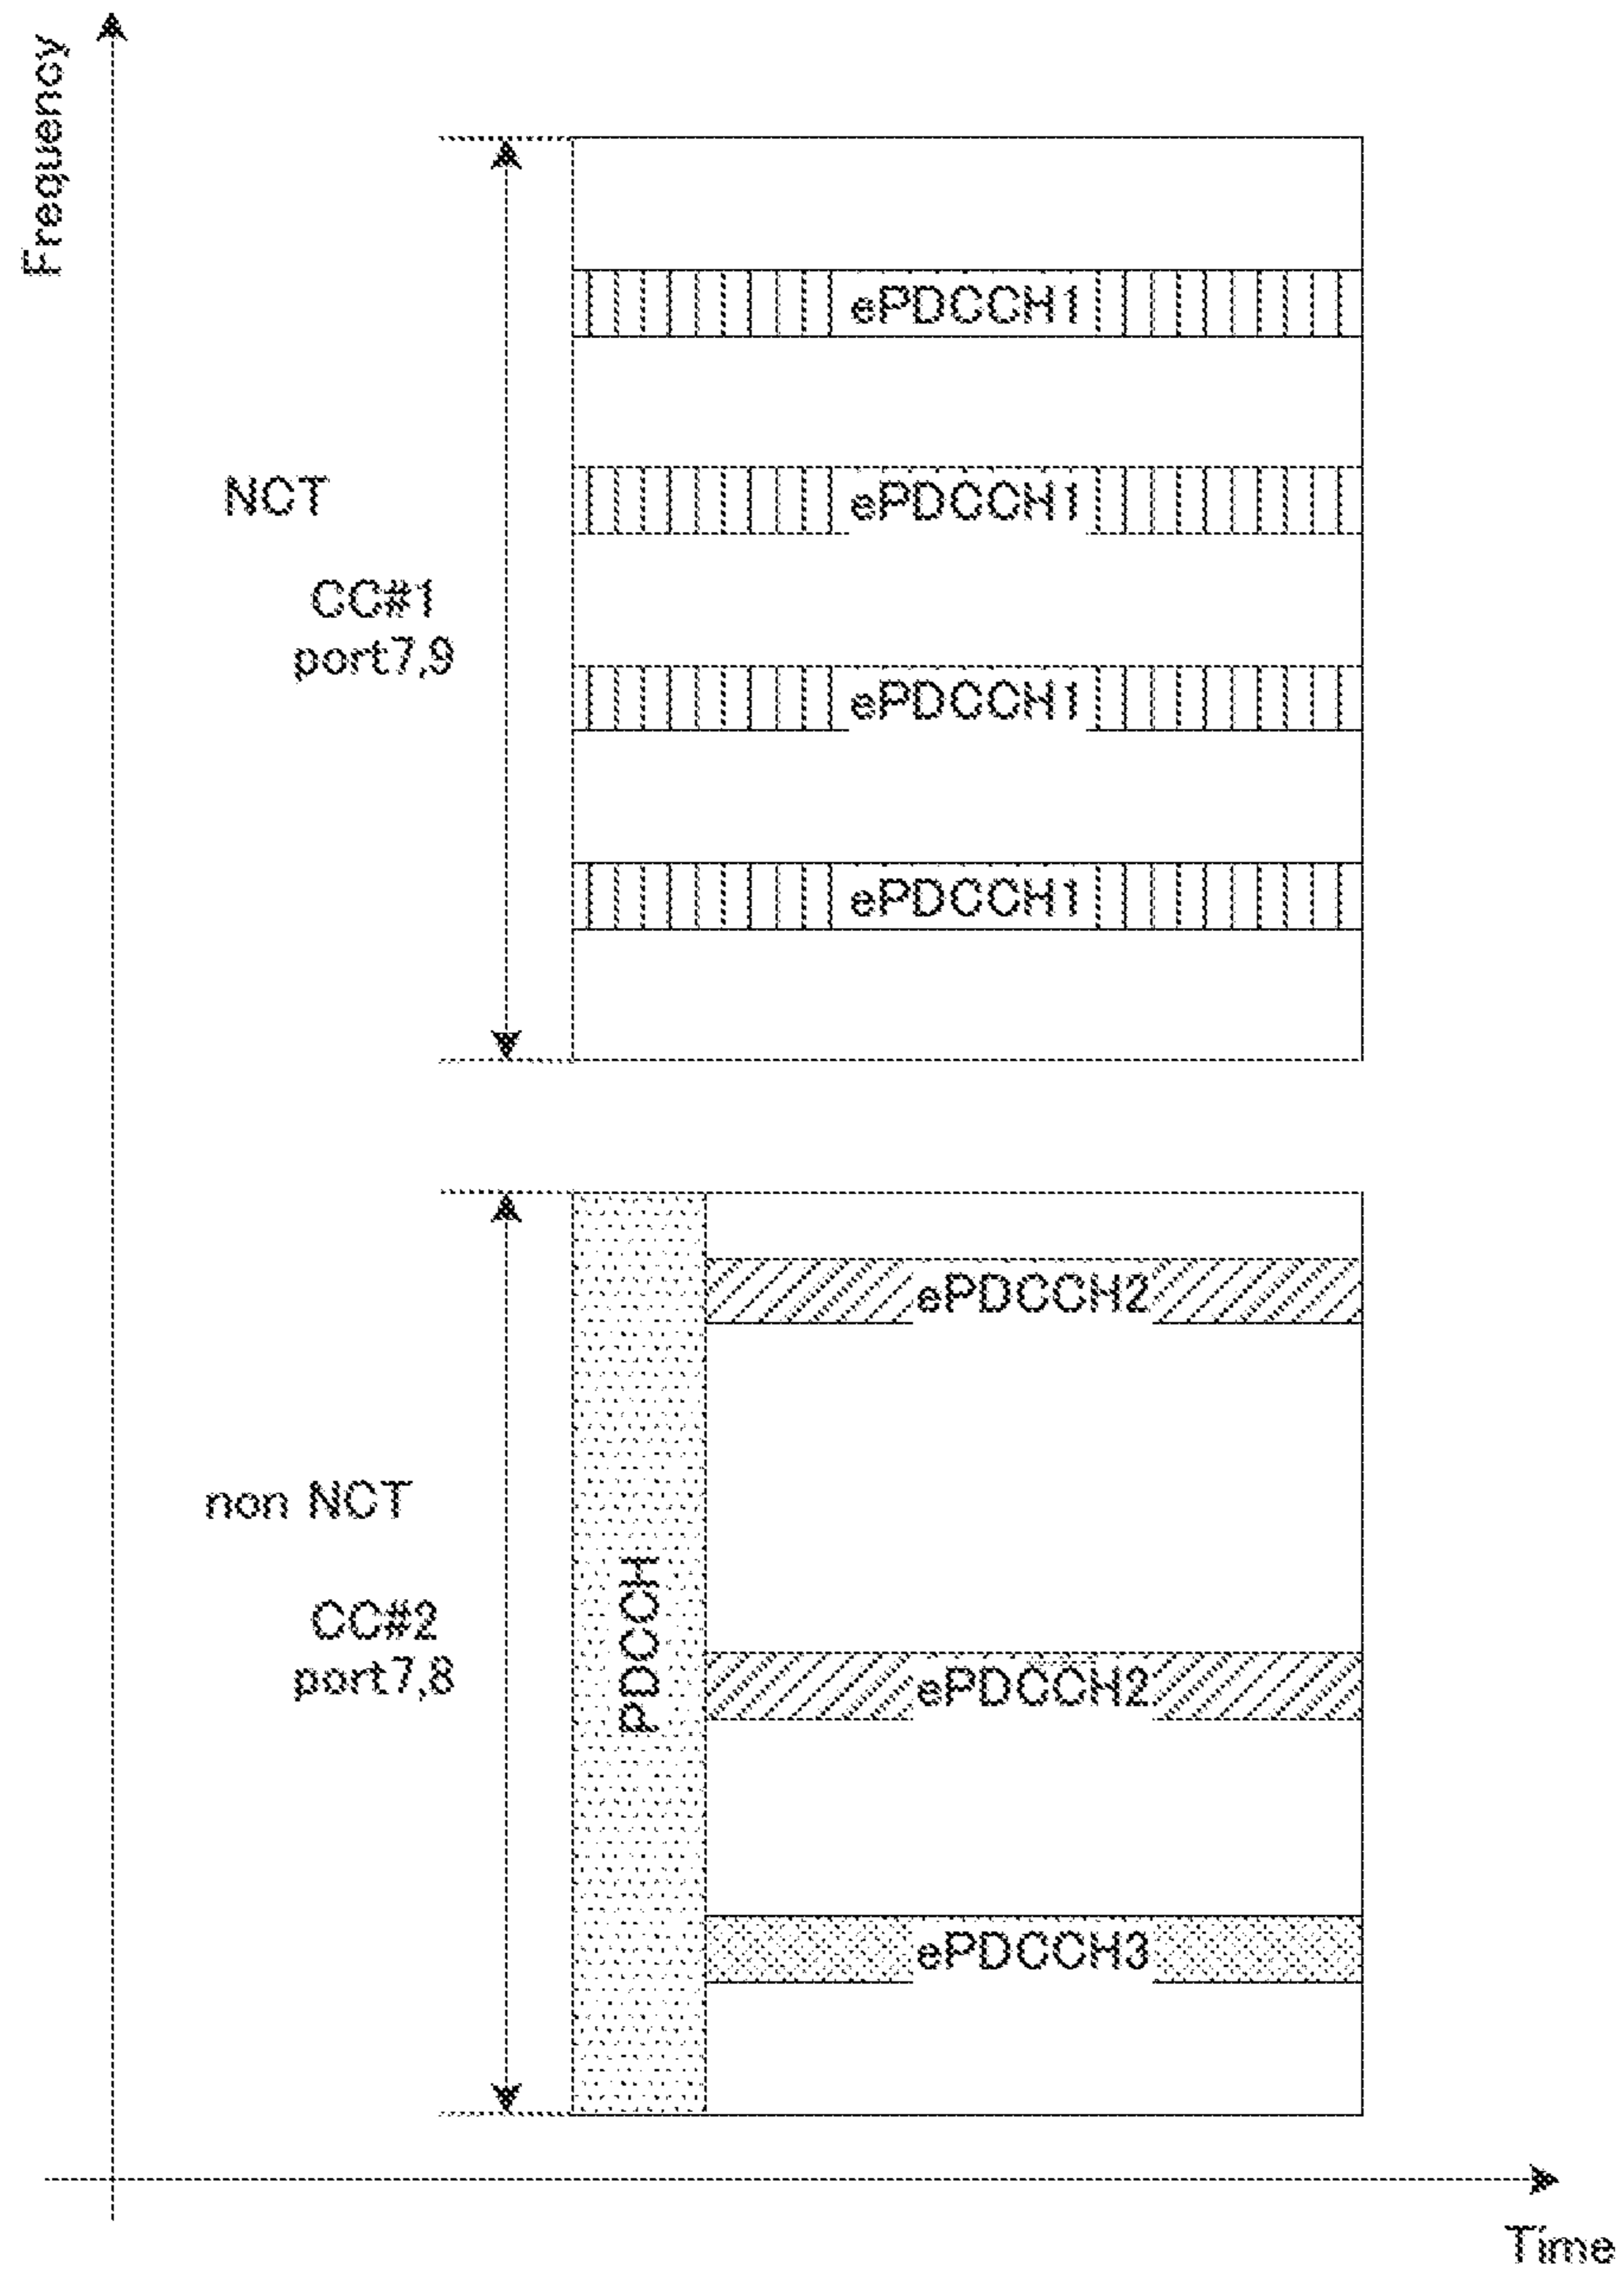 Frequency
ePDCCH1
NCT
ePDCCH1
CC#1
port7,9
ePDCCH1
ePDCCH1
ePDCCH2
non NCT
CC#2
port7,8
PDCCH
ePDCCH2
ePDCCH3
Time